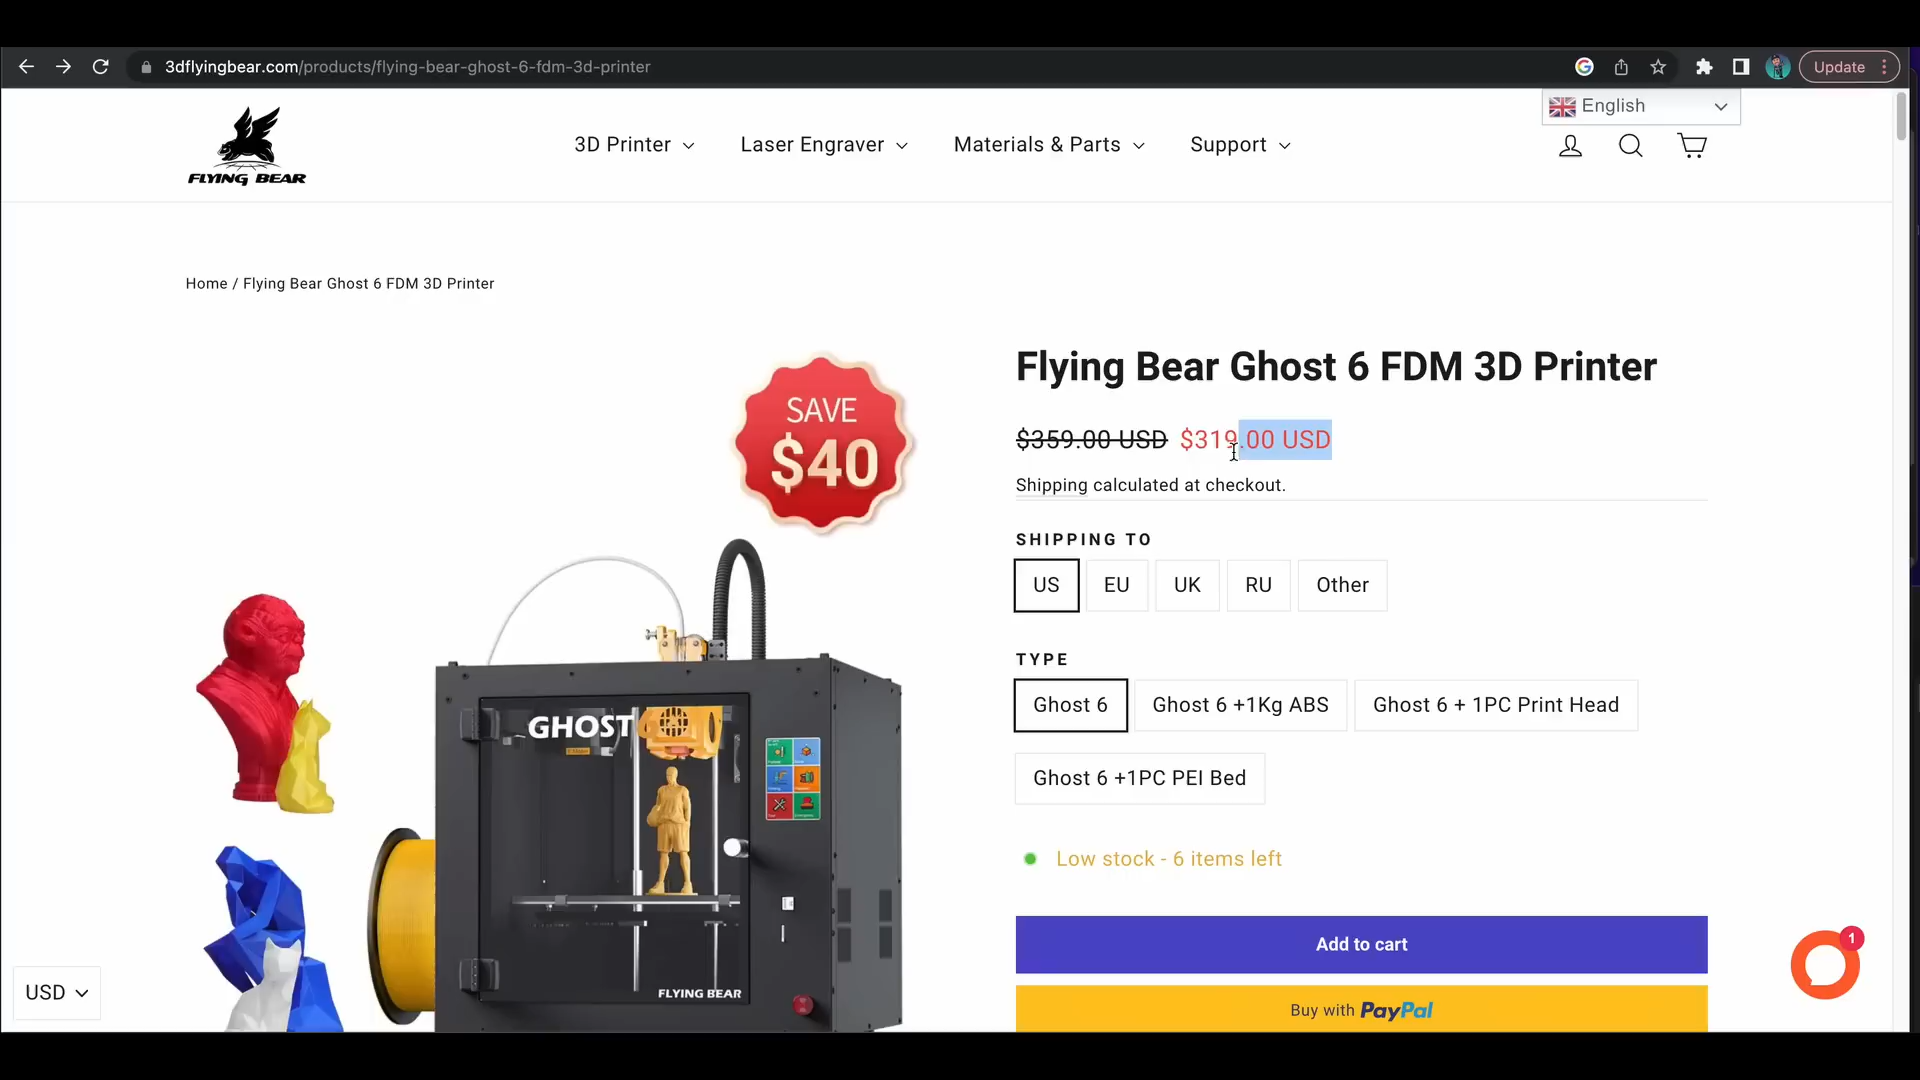 3dflyingbear.com/products/flying-bear-ghost-6-fdm-3d-printer
Update
English
FLYING BEAR
3D Printer
Laser Engraver
Materials & Parts
Support
Home / Flying Bear Ghost 6 FDM 3D Printer
SAVE
$40
GHOST
FLYING BEAR
Flying Bear Ghost 6 FDM 3D Printer
$359.00 USD $319.00 USD
Shipping calculated at checkout.
SHIPPING TO
US EU UK RU Other
TYPE
Ghost 6 Ghost 6 +1Kg ABS Ghost 6 + 1PC Print Head
Ghost 6 +1PC PEI Bed
Low stock - 6 items left
Add to cart
Buy with PayPal
USD
1